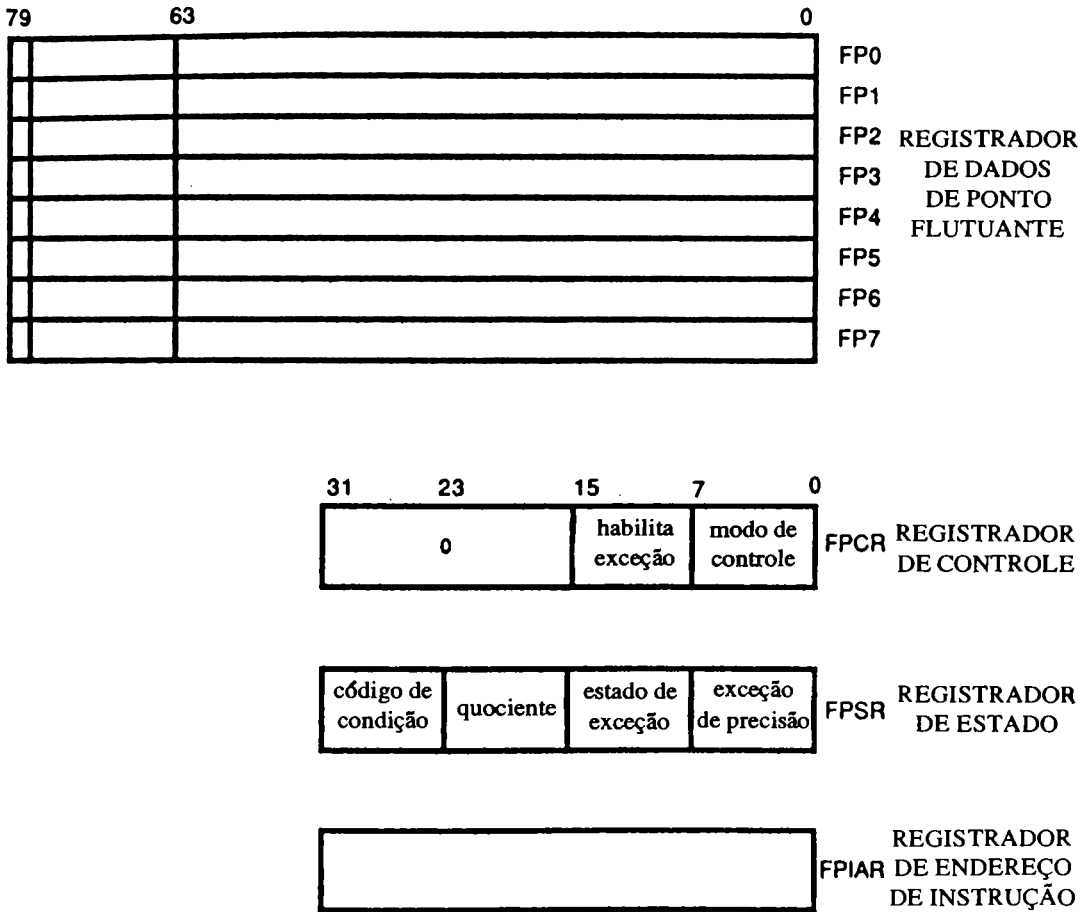 79 63 0
FP0
FP1
FP2
FP3
FP4
FP5
FP6
FP7
REGISTRADOR
DE DADOS
DE PONTO
FLUTUANTE
31 23 15 7 0
0
habilita
exceção
modo de
controle
FPCR
REGISTRADOR
DE CONTROLE
código de
condição
quociente
estado de
exceção
exceção
de precisão
FPSR
REGISTRADOR
DE ESTADO
FPIAR
REGISTRADOR
DE ENDEREÇO
DE INSTRUÇÃO